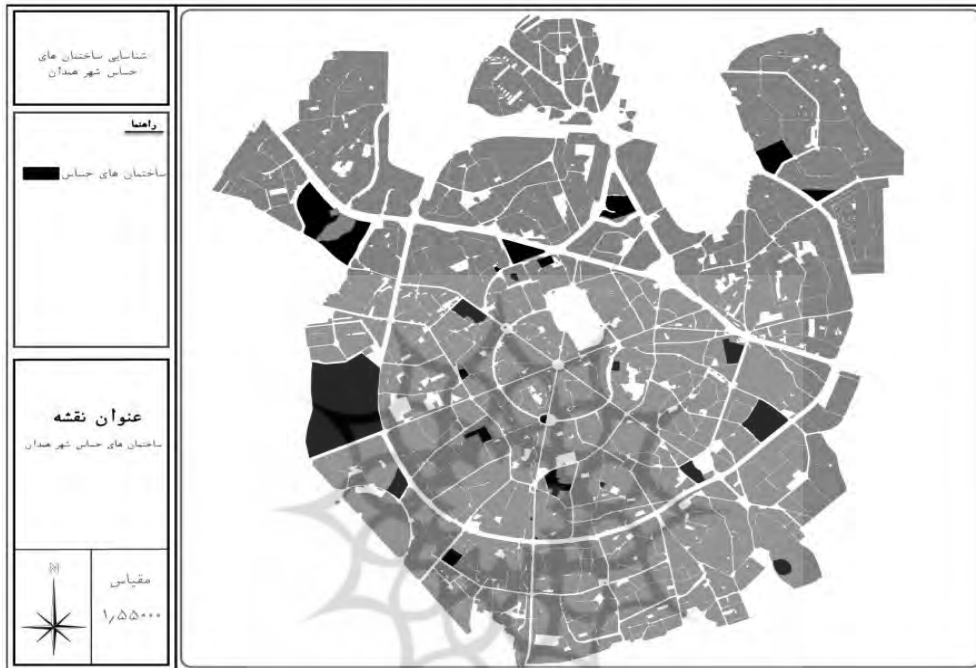 شناسایی ساختمان های
حساس شهر همدان
راهنما
ساختمان های حساس
عنوان نقشه
ساختمان های حساس شهر همدان
N
مقیاس
۱٫۵۵۰۰۰